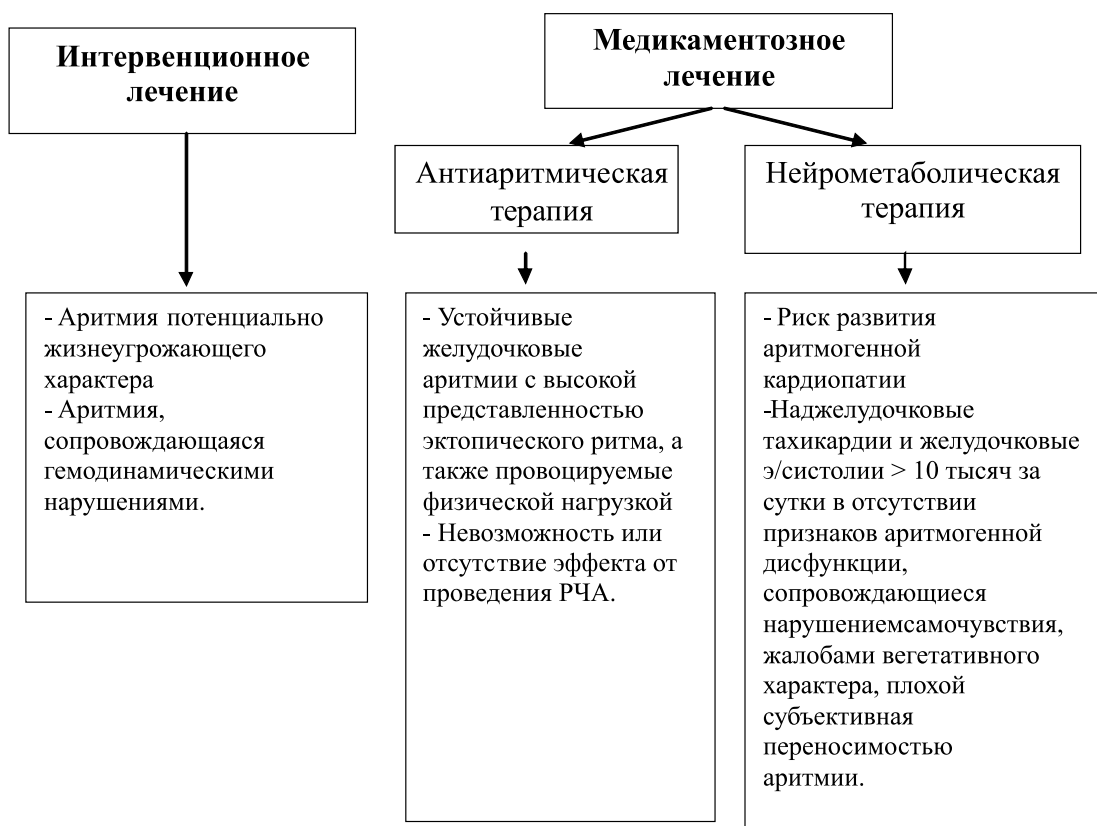 Интервенционное
лечение
Медикаментозное
лечение
Антиаритмическая
терапия
Нейрометаболическая
терапия
- Аритмия потенциально
жизнеугрожающего
характера
- Аритмия,
сопровождающаяся
гемодинамическими
нарушениями.
- Устойчивые
желудочковые
аритмии с высокой
представленностью
эктопического ритма, а
также провоцируемые
физической нагрузкой
- Невозможность или
отсутствие эффекта от
проведения РЧА.
- Риск развития
аритмогенной
кардиопатии
-Наджелудочковые
тахикардии и желудочковые
э/систолии > 10 тысяч за
сутки в отсутствии
признаков аритмогенной
дисфункции,
сопровождающиеся
нарушениемсамочувствия,
жалобами вегетативного
характера, плохой
субъективная
переносимостью
аритмии.